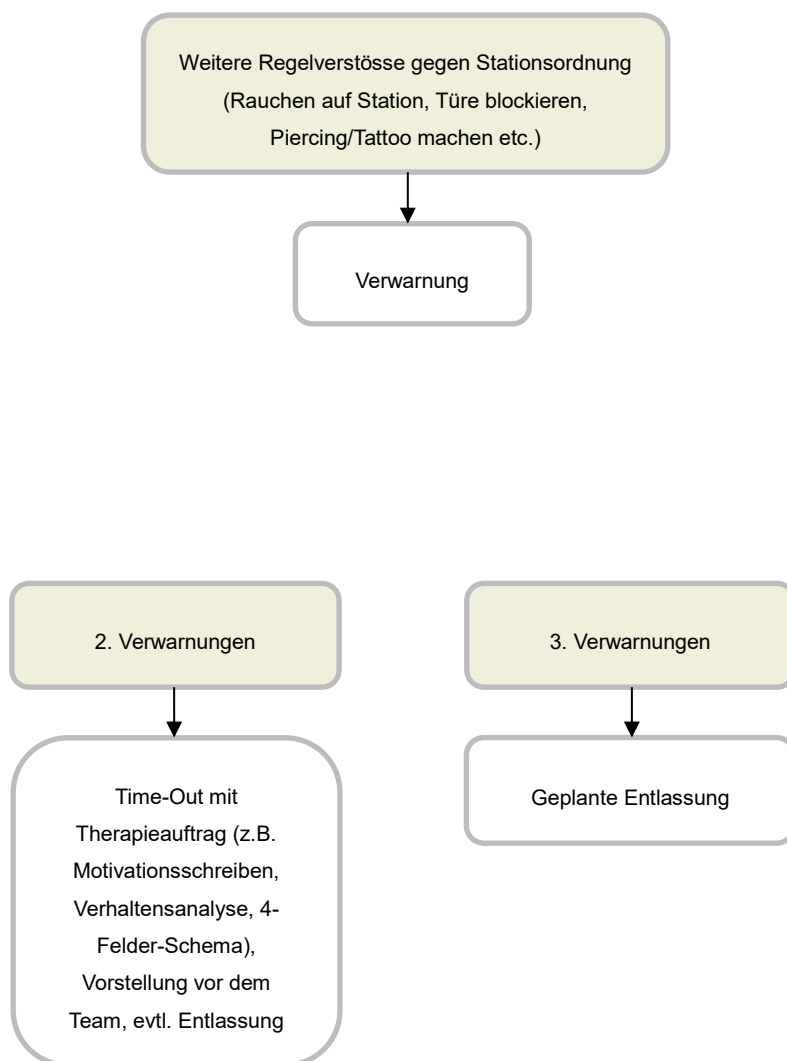 Weitere Regelverstösse gegen Stationsordnung
(Rauchen auf Station, Türe blockieren,
Piercing/Tattoo machen etc.)
Verwarnung
2. Verwarnungen
3. Verwarnungen
Time-Out mit
Therapieauftrag (z.B.
Motivationsschreiben,
Verhaltensanalyse, 4-
Felder-Schema),
Vorstellung vor dem
Team, evtl. Entlassung
Geplante Entlassung